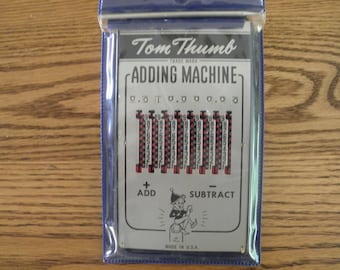 Tom Thumb
TRADE MARK
ADDING MACHINE
+ −
ADD SUBTRACT
MADE IN U.S.A.